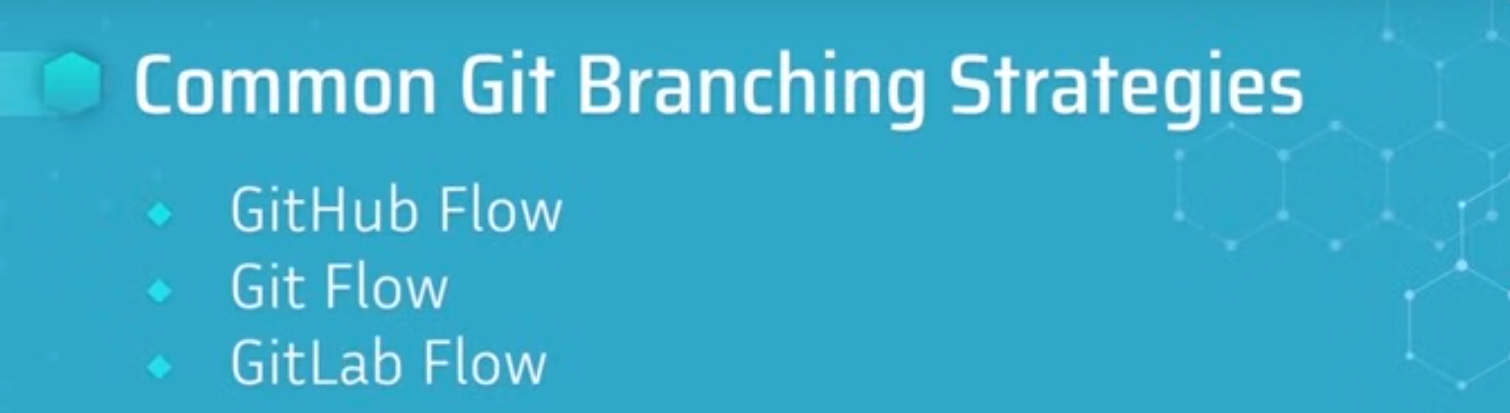 Common Git Branching Strategies
GitHub Flow
Git Flow
GitLab Flow